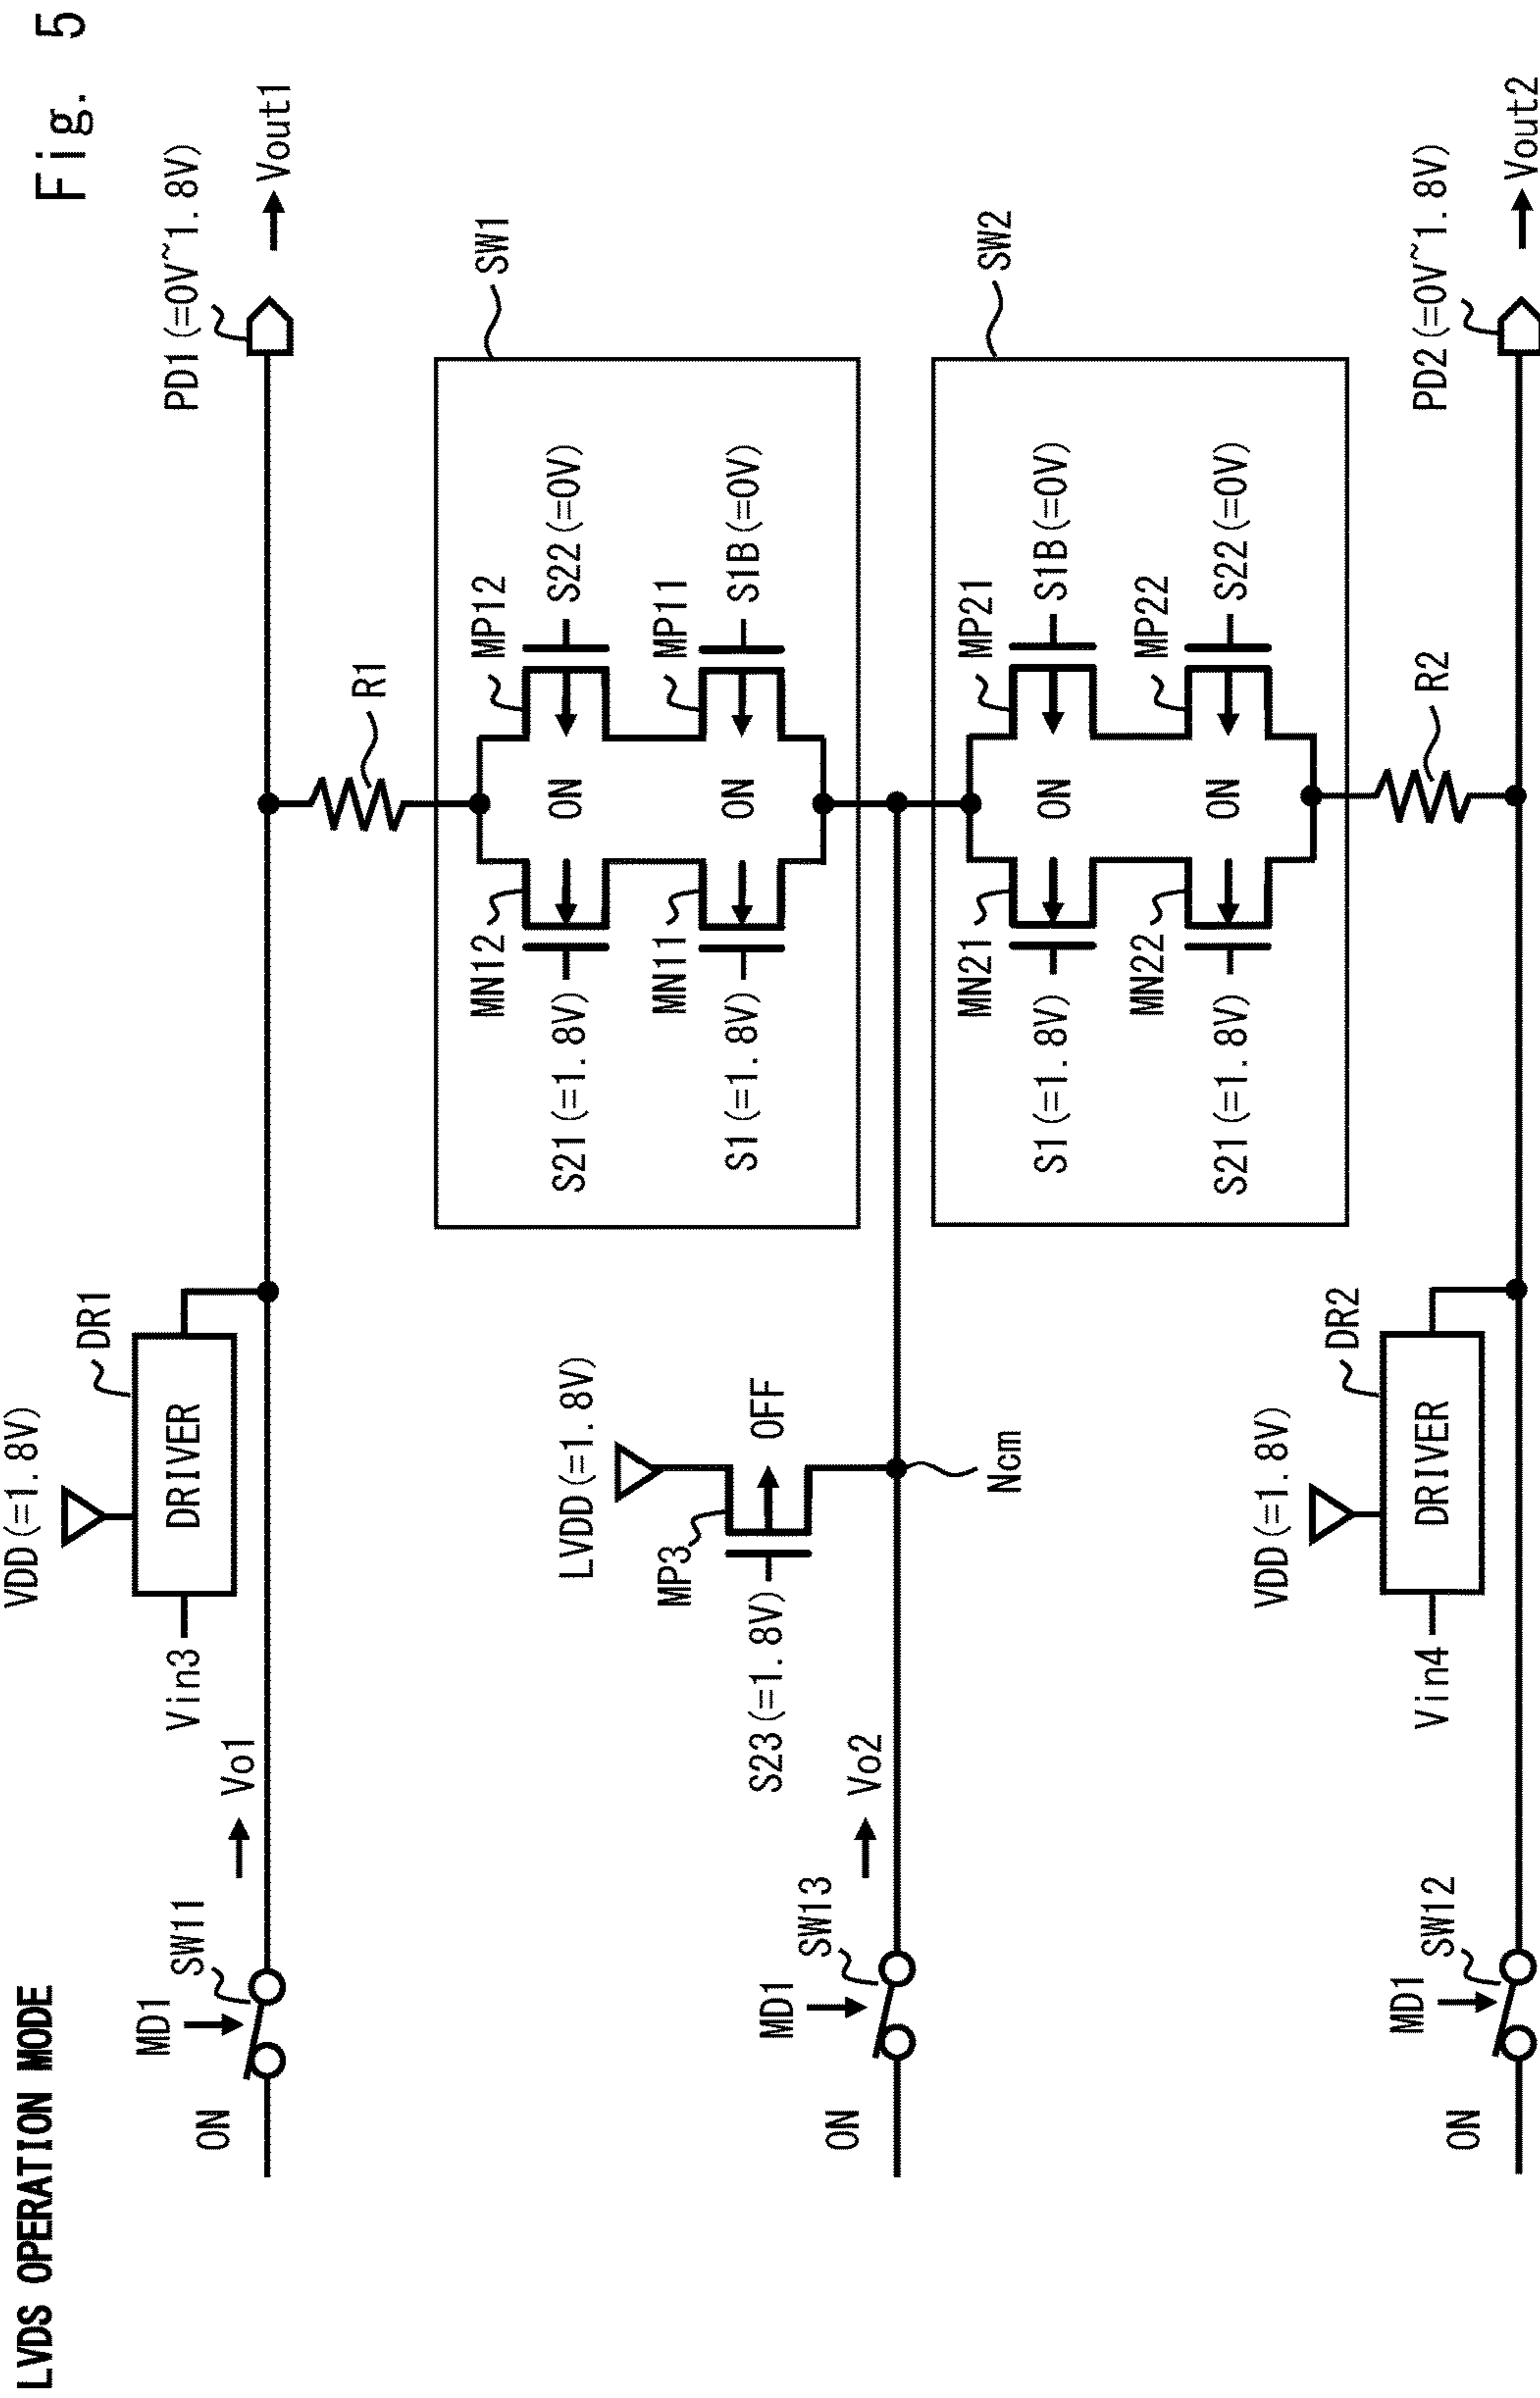 Fig. 5
LVDS OPERATION MODE
VDD(=1.8V)
DR1
PD1(=0V~1.8V)
MD1
SW11
Vin3
DRIVER
Vo1
Vout1
ON
R1
SW1
MN12
MP12
S21(=1.8V)
ON
S22(=0V)
LVDD(=1.8V)
MN11
MP11
MP3
S1(=1.8V)
ON
S1B(=0V)
S23(=1.8V)
OFF
MD1
SW13
Vo2
ON
Ncm
SW2
MN21
MP21
S1(=1.8V)
ON
S1B(=0V)
MN22
MP22
S21(=1.8V)
ON
S22(=0V)
VDD(=1.8V)
DR2
R2
PD2(=0V~1.8V)
MD1
SW12
Vin4
DRIVER
Vout2
ON